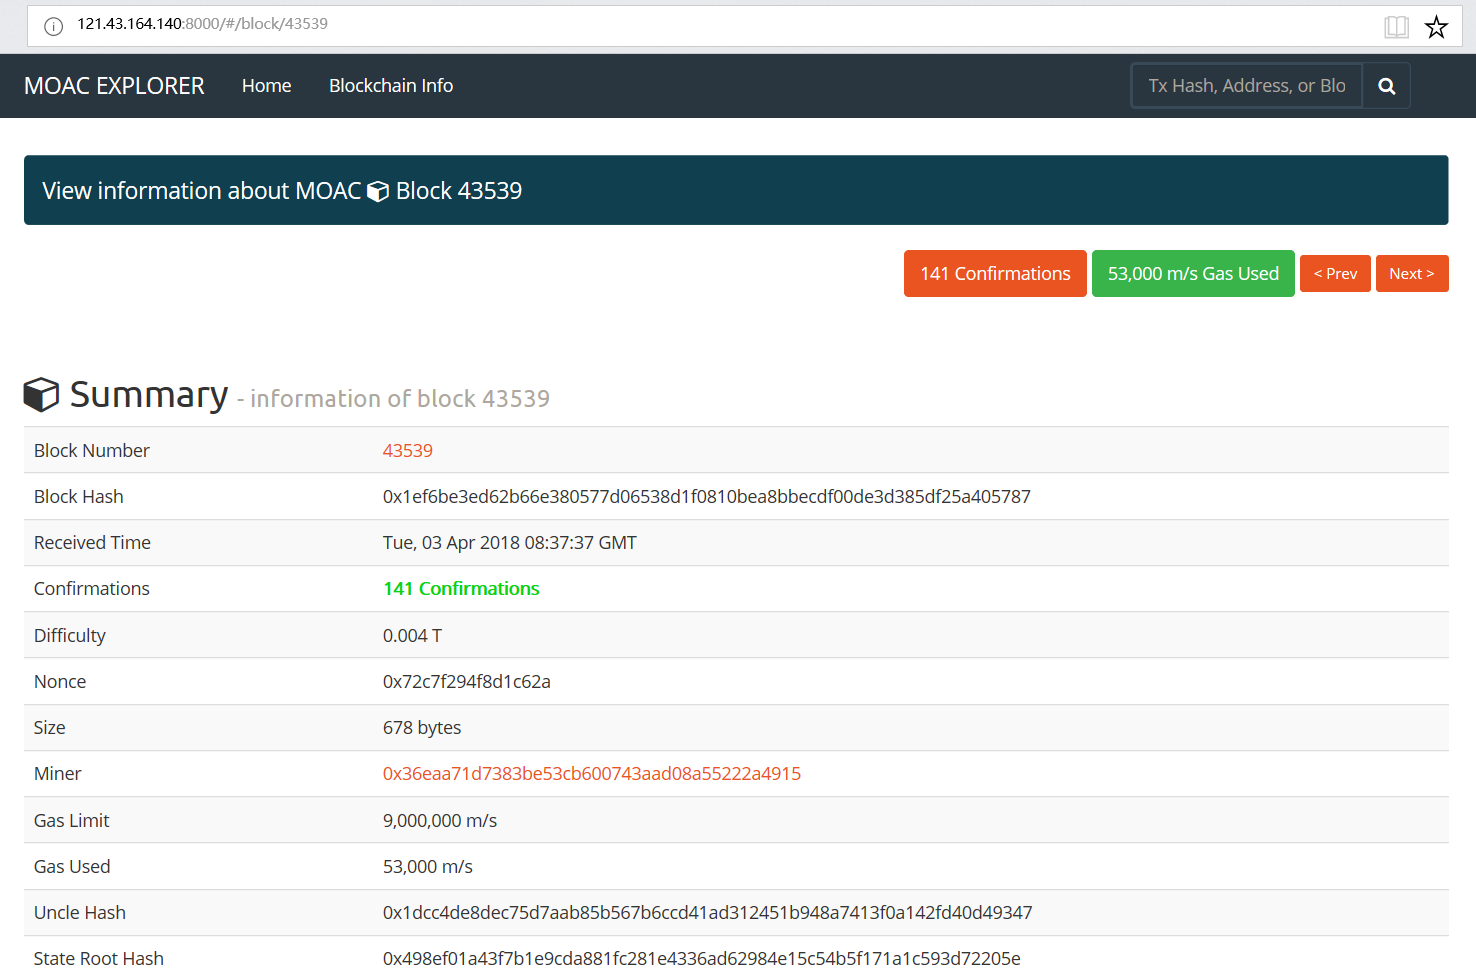 121.43.164.140:8000/#/block/43539
MOAC EXPLORER Home Blockchain Info Tx Hash, Address, or Blo
View information about MOAC Block 43539
141 Confirmations 53,000 m/s Gas Used < Prev Next >
Summary - information of block 43539
Block Number 43539
Block Hash 0x1ef6be3ed62b66e380577d06538d1f0810bea8bbecdf00de3d385df25a405787
Received Time Tue, 03 Apr 2018 08:37:37 GMT
Confirmations 141 Confirmations
Difficulty 0.004 T
Nonce 0x72c7f294f8d1c62a
Size 678 bytes
Miner 0x36eaa71d7383be53cb600743aad08a55222a4915
Gas Limit 9,000,000 m/s
Gas Used 53,000 m/s
Uncle Hash 0x1dcc4de8dec75d7aab85b567b6ccd41ad312451b948a7413f0a142fd40d49347
State Root Hash 0x498ef01a43f7b1e9cda881fc281e4336ad62984e15c54b5f171a1c593d72205e